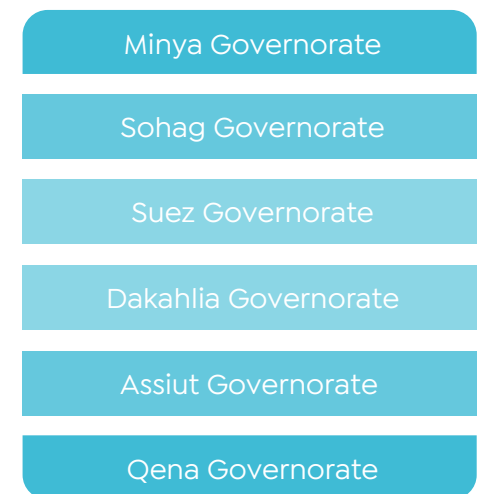 Minya Governorate
Sohag Governorate
Suez Governorate
Dakahlia Governorate
Assiut Governorate
Qena Governorate